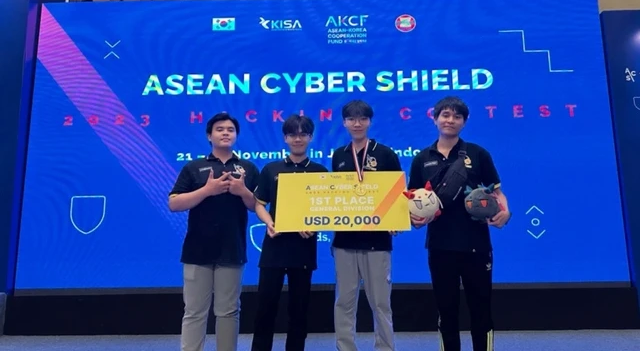 KiSA
AKCF
ASEAN-KOREA
COOPERATION
FUND
ASEAN CYBER SHIELD
2023 HACKING CONTEST
November in
ASEAN CYBER SHIELD
1ST PLACE
GENERAL DIVISION
USD 20,000